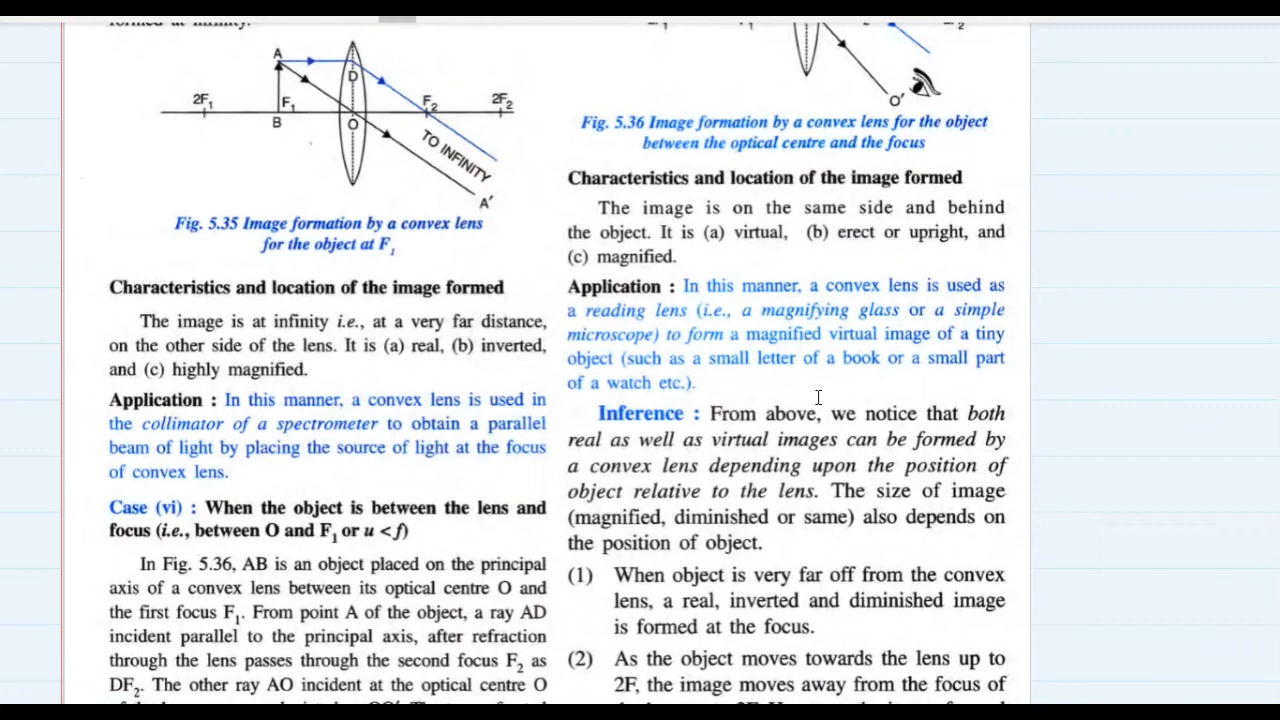 formed at infinity.
A
D
2F1
F1
F2
2F2
B
O
TO INFINITY
A'
Fig. 5.35 Image formation by a convex lens
for the object at F1
Characteristics and location of the image formed
The image is at infinity i.e., at a very far distance,
on the other side of the lens. It is (a) real, (b) inverted,
and (c) highly magnified.
Application : In this manner, a convex lens is used in
the collimator of a spectrometer to obtain a parallel
beam of light by placing the source of light at the focus
of convex lens.
Case (vi) : When the object is between the lens and
focus (i.e., between O and F1 or u < f)
In Fig. 5.36, AB is an object placed on the principal
axis of a convex lens between its optical centre O and
the first focus F1. From point A of the object, a ray AD
incident parallel to the principal axis, after refraction
through the lens passes through the second focus F2 as
DF2. The other ray AO incident at the optical centre O
O'
Fig. 5.36 Image formation by a convex lens for the object
between the optical centre and the focus
Characteristics and location of the image formed
The image is on the same side and behind
the object. It is (a) virtual, (b) erect or upright, and
(c) magnified.
Application : In this manner, a convex lens is used as
a reading lens (i.e., a magnifying glass or a simple
microscope) to form a magnified virtual image of a tiny
object (such as a small letter of a book or a small part
of a watch etc.).
Inference : From above, we notice that both
real as well as virtual images can be formed by
a convex lens depending upon the position of
object relative to the lens. The size of image
(magnified, diminished or same) also depends on
the position of object.
(1) When object is very far off from the convex
lens, a real, inverted and diminished image
is formed at the focus.
(2) As the object moves towards the lens up to
2F, the image moves away from the focus of